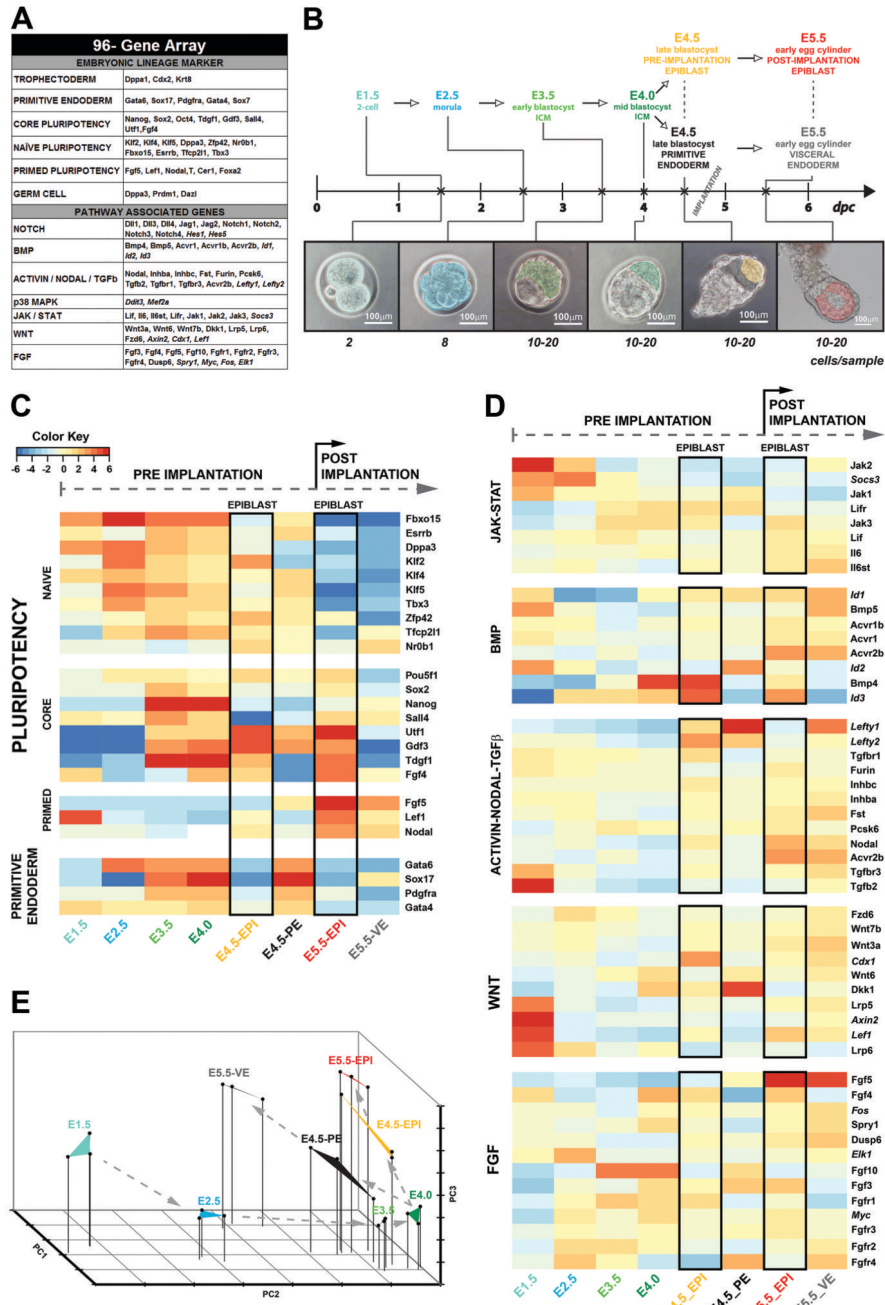 A
96- Gene Array
EMBRYONIC LINEAGE MARKER
TROPHECTODERM Dppa1, Cdx2, Krt8
PRIMITIVE ENDODERM Gata6, Sox17, Pdgfra, Gata4, Sox7
CORE PLURIPOTENCY Nanog, Sox2, Oct4, Tdgf1, Gdf3, Sall4,
Utf1,Fgf4
NAÏVE PLURIPOTENCY Klf2, Klf4, Klf5, Dppa3, Zfp42, Nr0b1,
Fbxo15, Esrrb, Tfcp2l1, Tbx3
PRIMED PLURIPOTENCY Fgf5, Lef1, Nodal,T, Cer1, Foxa2
GERM CELL Dppa3, Prdm1, Dazl
PATHWAY ASSOCIATED GENES
NOTCH Dll1, Dll3, Dll4, Jag1, Jag2, Notch1, Notch2,
Notch3, Notch4, Hes1, Hes5
BMP Bmp4, Bmp5, Acvr1, Acvr1b, Acvr2b, Id1,
Id2, Id3
ACTIVIN / NODAL / TGFb Nodal, Inhba, Inhbc, Fst, Furin, Pcsk6,
Tgfb2, Tgfbr1, Tgfbr3, Acvr2b, Lefty1, Lefty2
p38 MAPK Ddit3, Mef2a
JAK / STAT Lif, Il6, Il6st, Lifr, Jak1, Jak2, Jak3, Socs3
WNT Wnt3a, Wnt6, Wnt7b, Dkk1, Lrp5, Lrp6,
Fzd6, Axin2, Cdx1, Lef1
FGF Fgf3, Fgf4, Fgf5, Fgf10, Fgfr1, Fgfr2, Fgfr3,
Fgfr4, Dusp6, Spry1, Myc, Fos, Elk1
B
E1.5
2-cell
E2.5
morula
E3.5
early blastocyst
ICM
E4.0
mid blastocyst
ICM
E4.5
late blastocyst
PRE-IMPLANTATION
EPIBLAST
E5.5
early egg cylinder
POST-IMPLANTATION
EPIBLAST
E4.5
late blastocyst
PRIMITIVE
ENDODERM
E5.5
early egg cylinder
VISCERAL
ENDODERM
IMPLANTATION
0 1 2 3 4 5 6 dpc
100µm 100µm 100µm 100µm 100µm 100µm
2 8 10-20 10-20 10-20 10-20
cells/sample
C
Color Key
-6 -4 -2 0 2 4 6
PRE IMPLANTATION
POST
IMPLANTATION
EPIBLAST EPIBLAST
PLURIPOTENCY
NAIVE
Fbxo15
Esrrb
Dppa3
Klf2
Klf4
Klf5
Tbx3
Zfp42
Tfcp2l1
Nr0b1
CORE
Pou5f1
Sox2
Nanog
Sall4
Utf1
Gdf3
Tdgf1
Fgf4
PRIMED
Fgf5
Lef1
Nodal
PRIMITIVE
ENDODERM
Gata6
Sox17
Pdgfra
Gata4
E1.5 E2.5 E3.5 E4.0 E4.5-EPI E4.5-PE E5.5-EPI E5.5-VE
D
PRE IMPLANTATION
POST
IMPLANTATION
EPIBLAST EPIBLAST
JAK-STAT
Jak2
Socs3
Jak1
Lifr
Jak3
Lif
Il6
Il6st
BMP
Id1
Bmp5
Acvr1b
Acvr1
Acvr2b
Id2
Bmp4
Id3
ACTIVIN-NODAL-TGFβ
Lefty1
Lefty2
Tgfbr1
Furin
Inhbc
Inhba
Fst
Pcsk6
Nodal
Acvr2b
Tgfbr3
Tgfb2
WNT
Fzd6
Wnt7b
Wnt3a
Cdx1
Wnt6
Dkk1
Lrp5
Axin2
Lef1
Lrp6
FGF
Fgf5
Fgf4
Fos
Spry1
Dusp6
Elk1
Fgf10
Fgf3
Fgfr1
Myc
Fgfr3
Fgfr2
Fgfr4
E1.5 E2.5 E3.5 E4.0 4.5_EPI E4.5_PE 5.5_EPI E5.5_VE
E
E1.5
E2.5
E5.5-VE
E4.5-PE
E5.5-EPI
E4.5-EPI
E3.5
E4.0
PC1
PC2
PC3